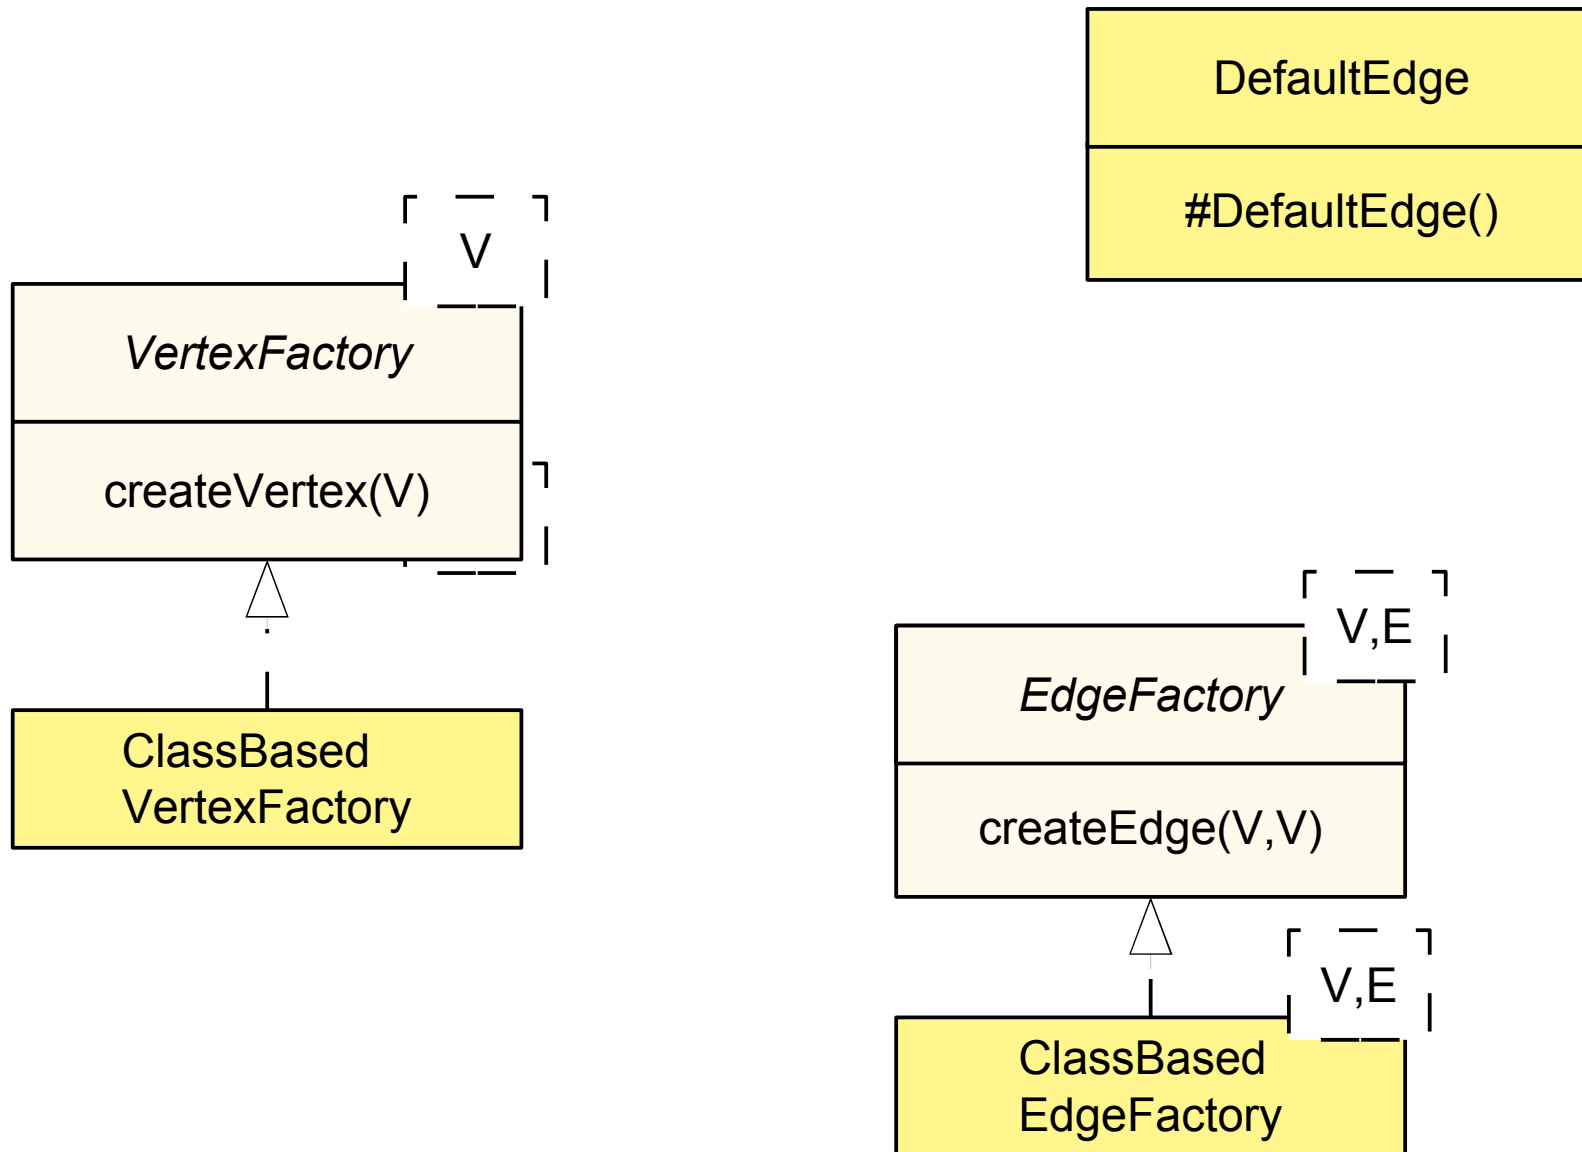 DefaultEdge
#DefaultEdge()
V
VertexFactory
createVertex(V)
ClassBased
VertexFactory
V,E
EdgeFactory
createEdge(V,V)
V,E
ClassBased
EdgeFactory